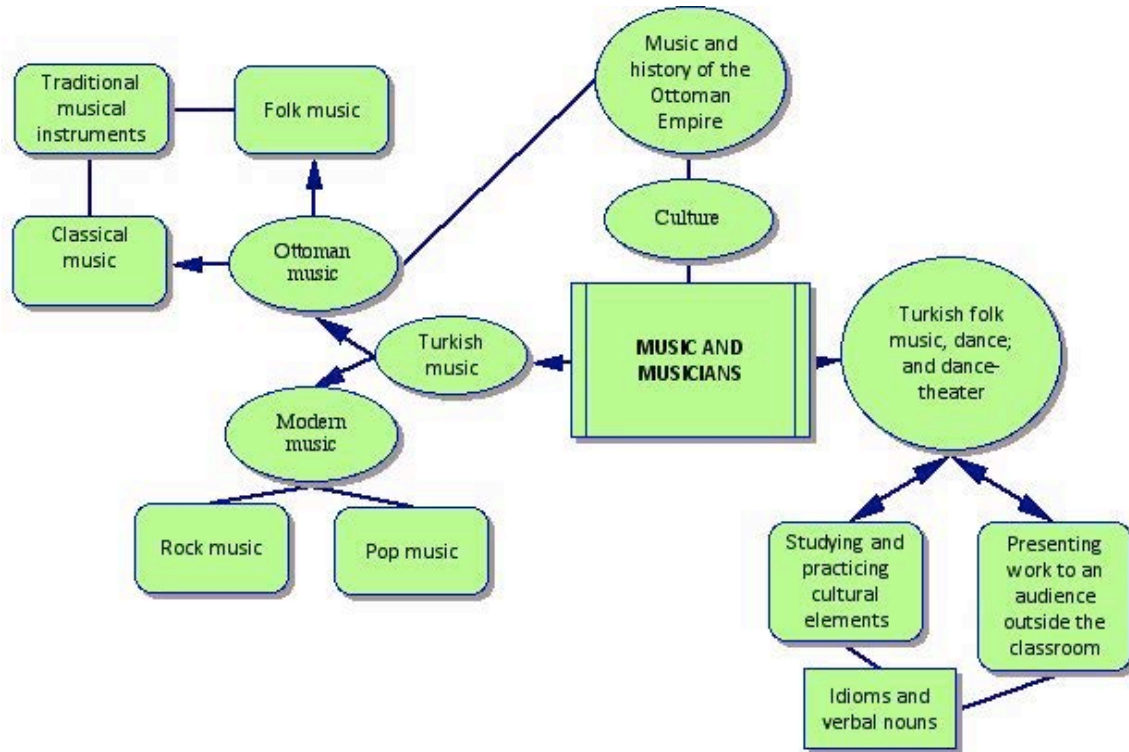 Music and
history of the
Ottoman
Empire
Traditional
musical
instruments
Folk music
Culture
Classical
music
Ottoman
music
Turkish folk
music, dance;
and dance-
theater
Turkish
music
MUSIC AND
MUSICIANS
Modern
music
Rock music
Pop music
Studying and
practicing
cultural
elements
Presenting
work to an
audience
outside the
classroom
Idioms and
verbal nouns